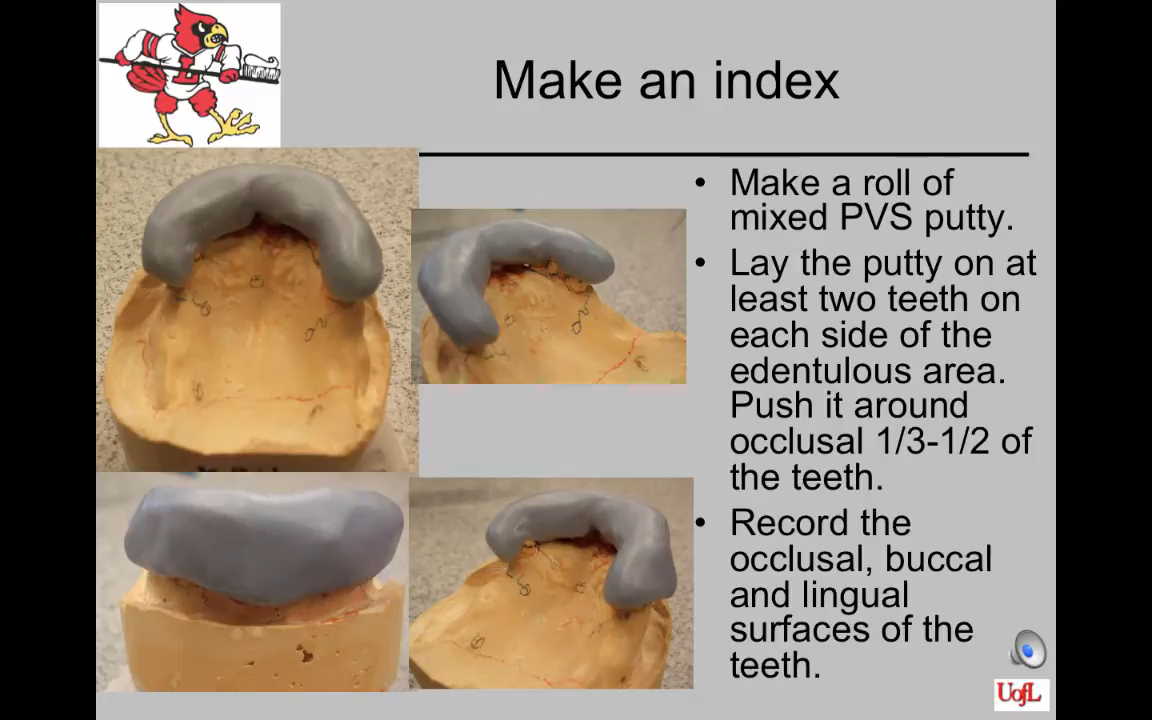 Make an index
• Make a roll of
mixed PVS putty.
• Lay the putty on at
least two teeth on
each side of the
edentulous area.
Push it around
occlusal 1/3-1/2 of
the teeth.
• Record the
occlusal, buccal
and lingual
surfaces of the
teeth.
UofL